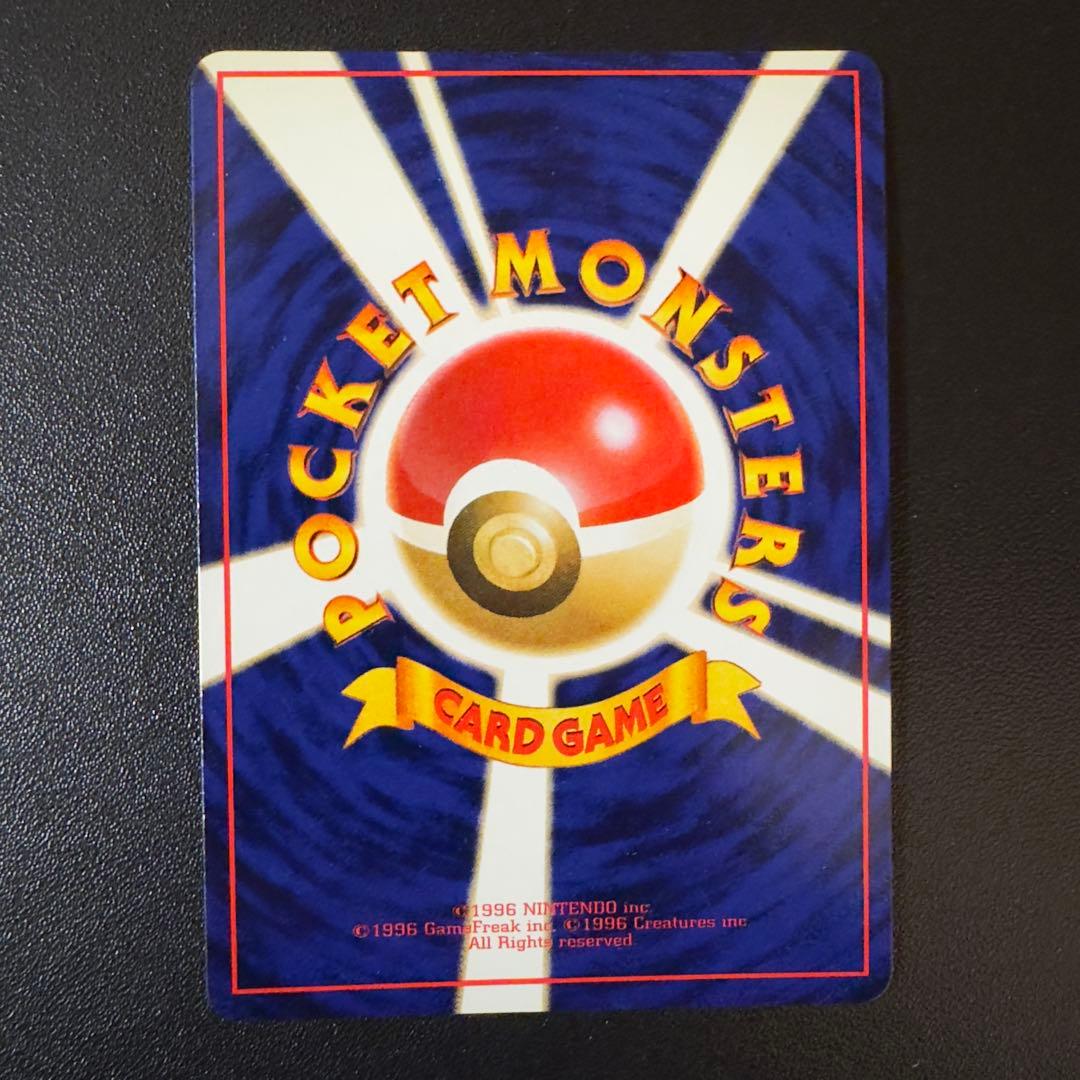 POCKET MONSTERS
CARD GAME
©1996 NINTENDO inc.
©1996 GameFreak inc. ©1996 Creatures inc
All Rights reserved